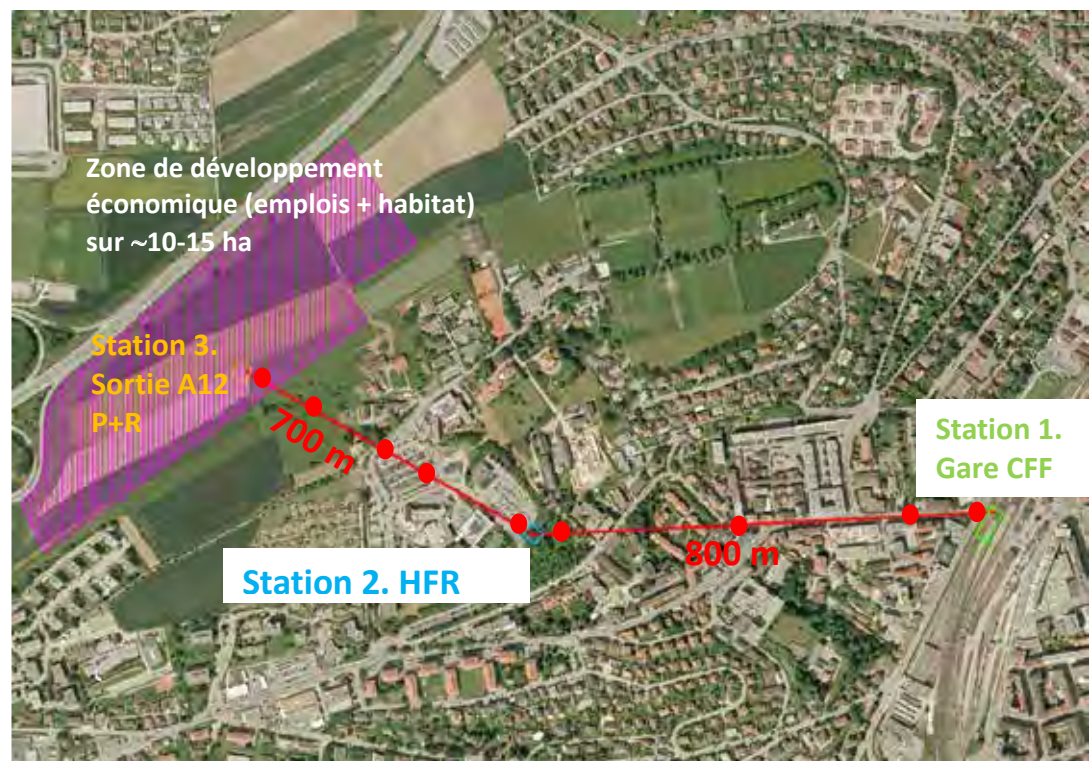 Zone de développement
économique (emplois + habitat)
sur ~10-15 ha
Station 3.
Sortie A12
P+R
700 m
Station 1.
Gare CFF
800 m
Station 2. HFR